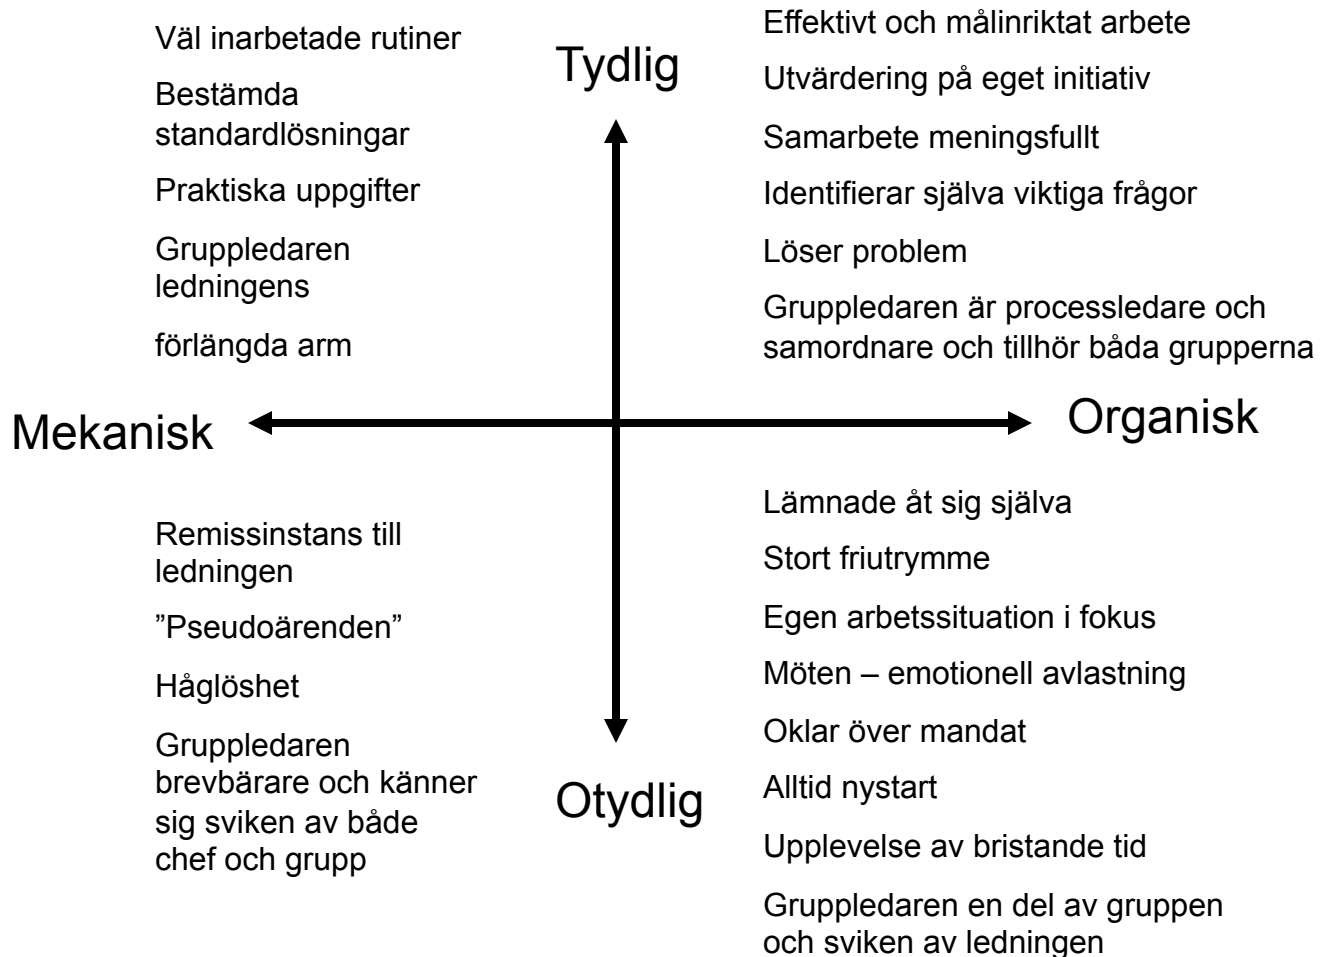 Väl inarbetade rutiner
Bestämda
standardlösningar
Praktiska uppgifter
Gruppledaren
ledningens
förlängda arm
Tydlig
Effektivt och målinriktat arbete
Utvärdering på eget initiativ
Samarbete meningsfullt
Identifierar själva viktiga frågor
Löser problem
Gruppledaren är processledare och
samordnare och tillhör båda grupperna
Mekanisk
Organisk
Remissinstans till
ledningen
”Pseudoärenden”
Håglöshet
Gruppledaren
brevbärare och känner
sig sviken av både
chef och grupp
Otydlig
Lämnade åt sig själva
Stort friutrymme
Egen arbetssituation i fokus
Möten – emotionell avlastning
Oklar över mandat
Alltid nystart
Upplevelse av bristande tid
Gruppledaren en del av gruppen
och sviken av ledningen